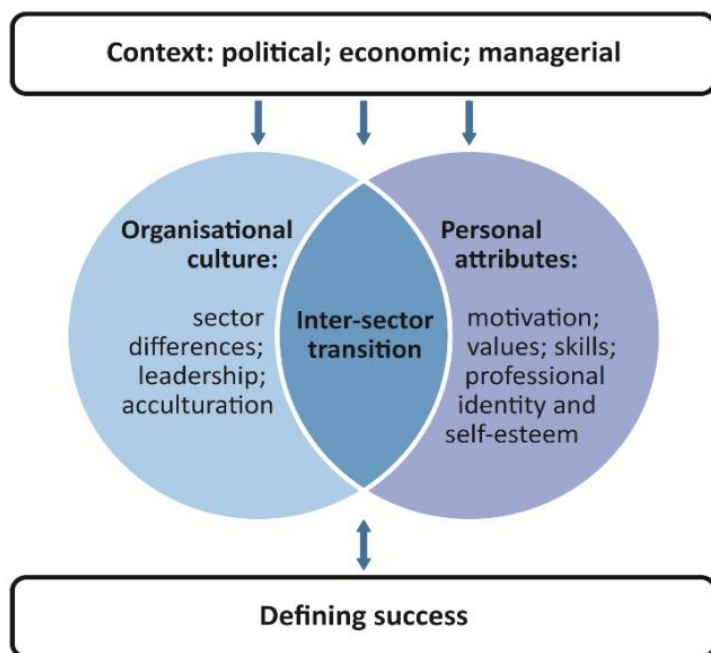 Context: political; economic; managerial
Organisational
culture:
sector
differences;
leadership;
acculturation
Inter-sector
transition
Personal
attributes:
motivation;
values; skills;
professional
identity and
self-esteem
Defining success